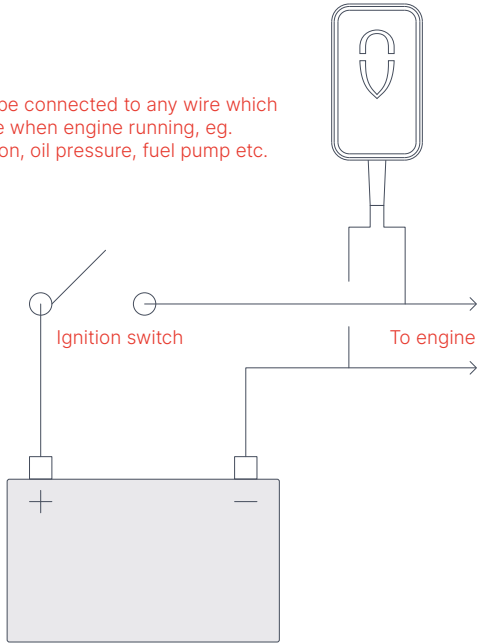 be connected to any wire which
when engine running, eg.
on, oil pressure, fuel pump etc.
Ignition switch
To engine
+
—